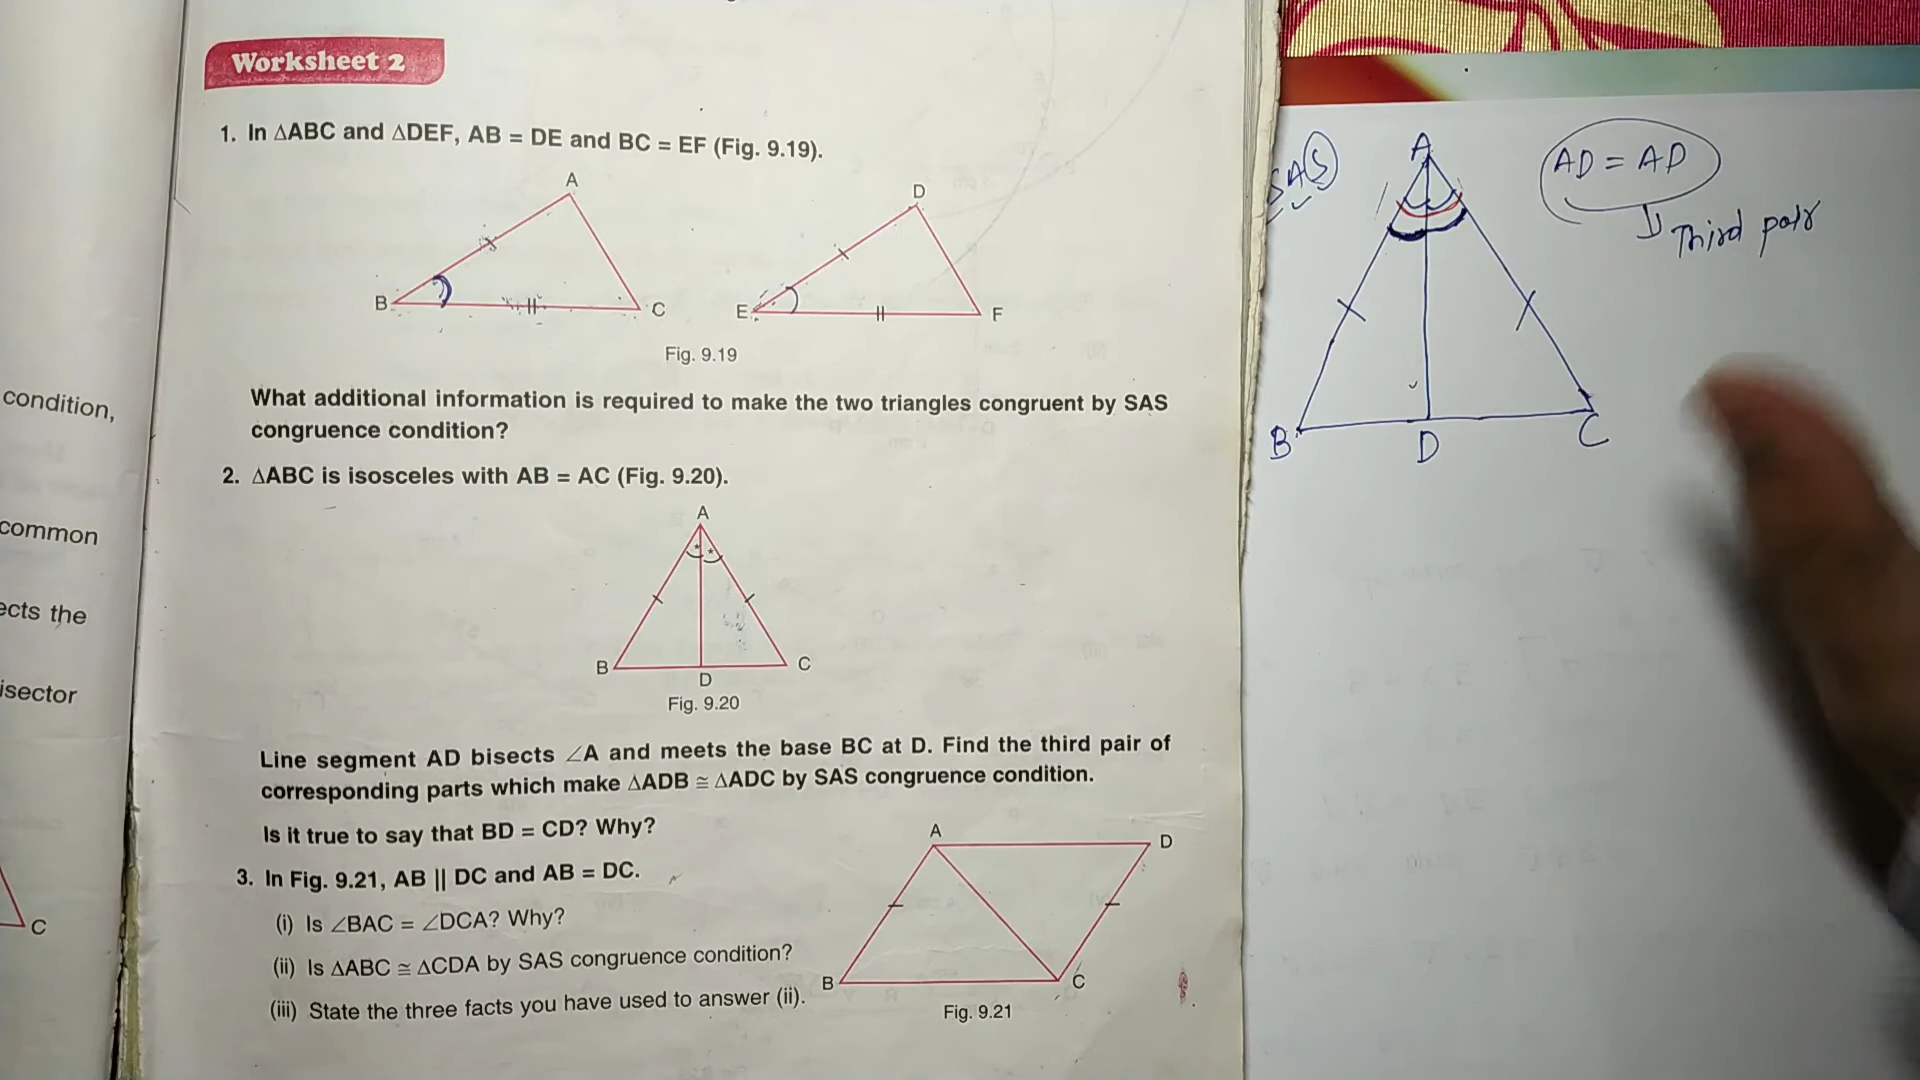 Worksheet 2
1. In ∆ABC and ∆DEF, AB = DE and BC = EF (Fig. 9.19).
A
B
C
D
E
F
Fig. 9.19
What additional information is required to make the two triangles congruent by SAS
congruence condition?
2. ∆ABC is isosceles with AB = AC (Fig. 9.20).
A
B
C
D
Fig. 9.20
Line segment AD bisects ∠A and meets the base BC at D. Find the third pair of
corresponding parts which make ∆ADB ≅ ∆ADC by SAS congruence condition.
Is it true to say that BD = CD? Why?
3. In Fig. 9.21, AB || DC and AB = DC.
(i) Is ∠BAC = ∠DCA? Why?
(ii) Is ∆ABC ≅ ∆CDA by SAS congruence condition?
(iii) State the three facts you have used to answer (ii).
A
D
B
C
Fig. 9.21
condition,
common
ects the
isector
C
SAS
A
B
D
C
AD = AD
Third pair